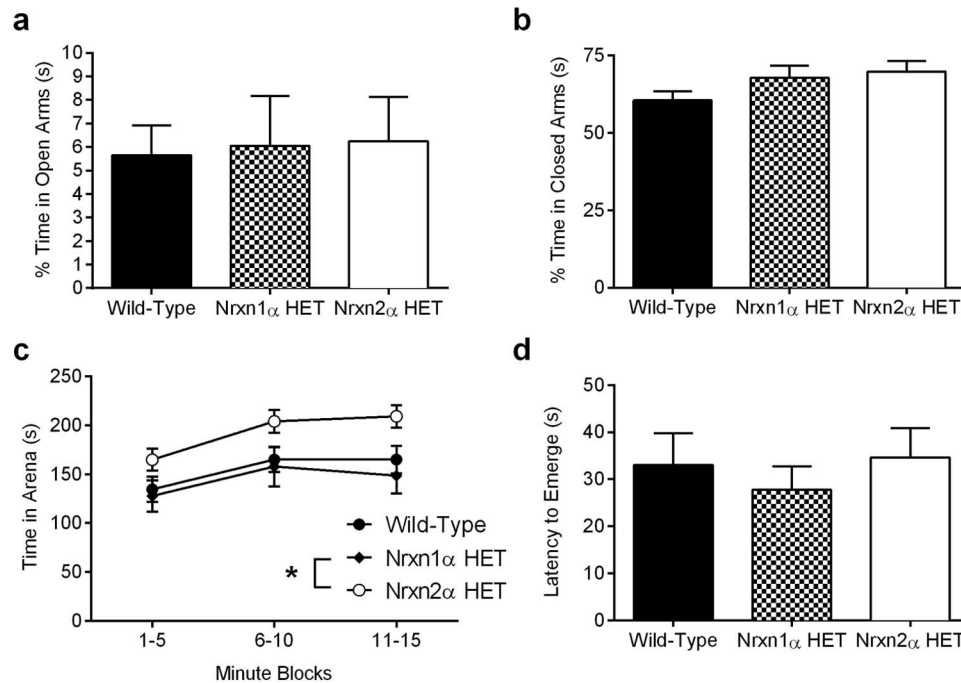 a
% Time in Open Arms (s)
10
9
8
7
6
5
4
3
2
1
0
Wild-Type Nrxn1α HET Nrxn2α HET
b
% Time in Closed Arms (s)
75
50
25
0
Wild-Type Nrxn1α HET Nrxn2α HET
c
Time in Arena (s)
250
200
150
100
50
0
Wild-Type
* Nrxn1α HET
Nrxn2α HET
1-5 6-10 11-15
Minute Blocks
d
Latency to Emerge (s)
50
40
30
20
10
0
Wild-Type Nrxn1α HET Nrxn2α HET